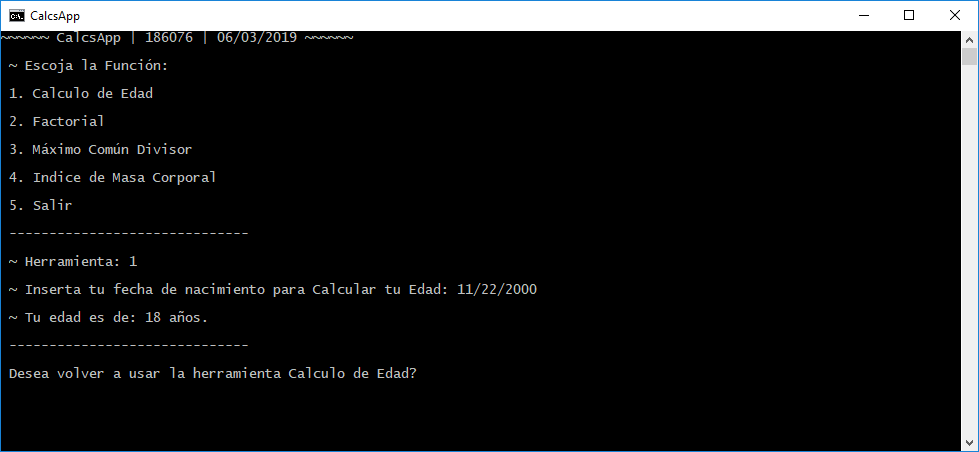 CalcsApp
~~~~~~ CalcsApp | 186076 | 06/03/2019 ~~~~~~
~ Escoja la Función:
1. Calculo de Edad
2. Factorial
3. Máximo Común Divisor
4. Indice de Masa Corporal
5. Salir
------------------------------
~ Herramienta: 1
~ Inserta tu fecha de nacimiento para Calcular tu Edad: 11/22/2000
~ Tu edad es de: 18 años.
------------------------------
Desea volver a usar la herramienta Calculo de Edad?